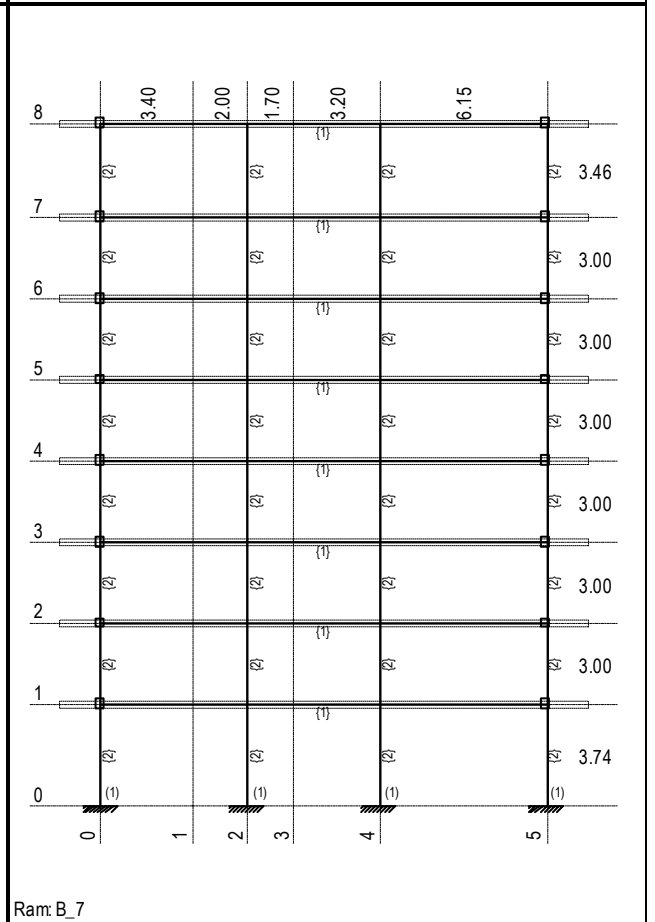 3.40 2.00 1.70 3.20 6.15
8
{1}
{2} {2} {2} {2} 3.46
7
{1}
{2} {2} {2} {2} 3.00
6
{1}
{2} {2} {2} {2} 3.00
5
{1}
{2} {2} {2} {2} 3.00
4
{1}
{2} {2} {2} {2} 3.00
3
{1}
{2} {2} {2} {2} 3.00
2
{1}
{2} {2} {2} {2} 3.00
1
{1}
{2} {2} {2} {2} 3.74
0 (1) (1) (1) (1)
0 1 2 3 4 5
Ram: B_7